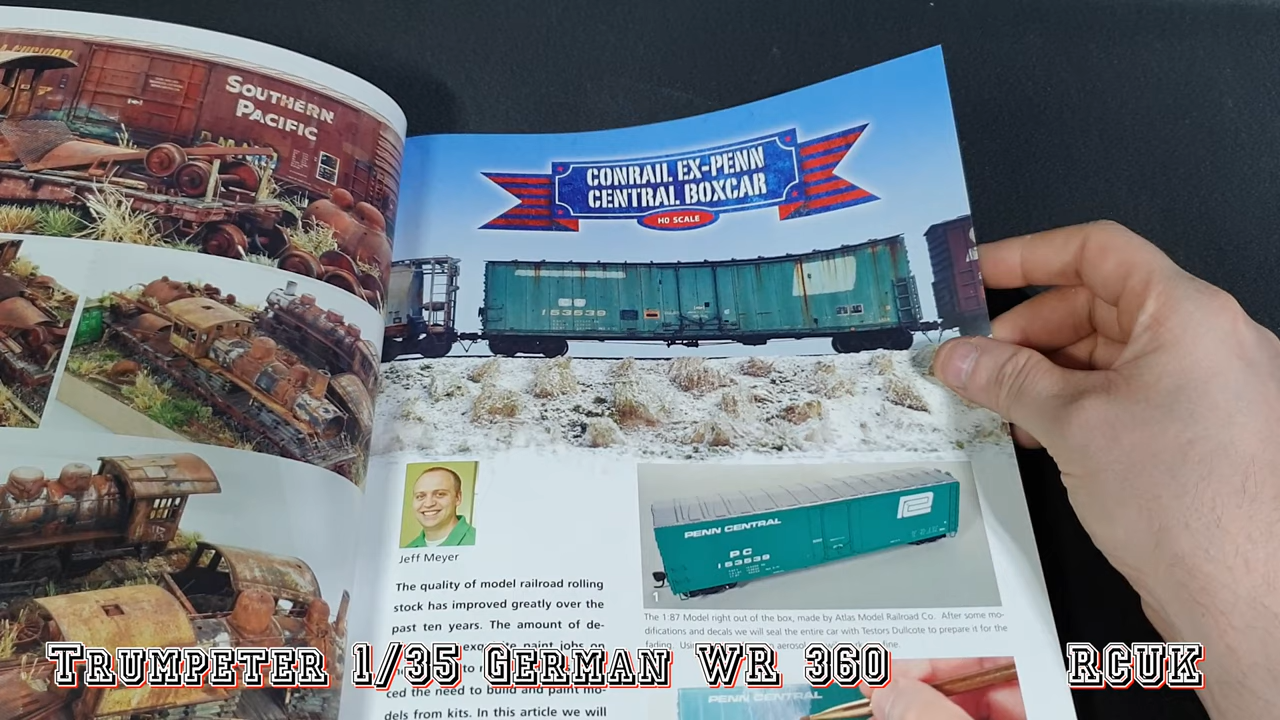 SOUTHERN
PACIFIC
CONRAIL EX-PENN
CENTRAL BOXCAR
HO SCALE
153539
Jeff Meyer
The quality of model railroad rolling
stock has improved greatly over the
past ten years. The amount of de-
paint jobs on
ced the need to build and paint mo-
dels from kits. In this article we will
PENN CENTRAL
PC
153539
1
The 1:87 Model right out of the box, made by Atlas Model Railroad Co. After some mo-
difications and decals we will seal the entire car with Testors Dullcote to prepare it for the
fading.
PENN CENTRAL
TRUMPETER 1/35 GERMAN WR 360
RCUK